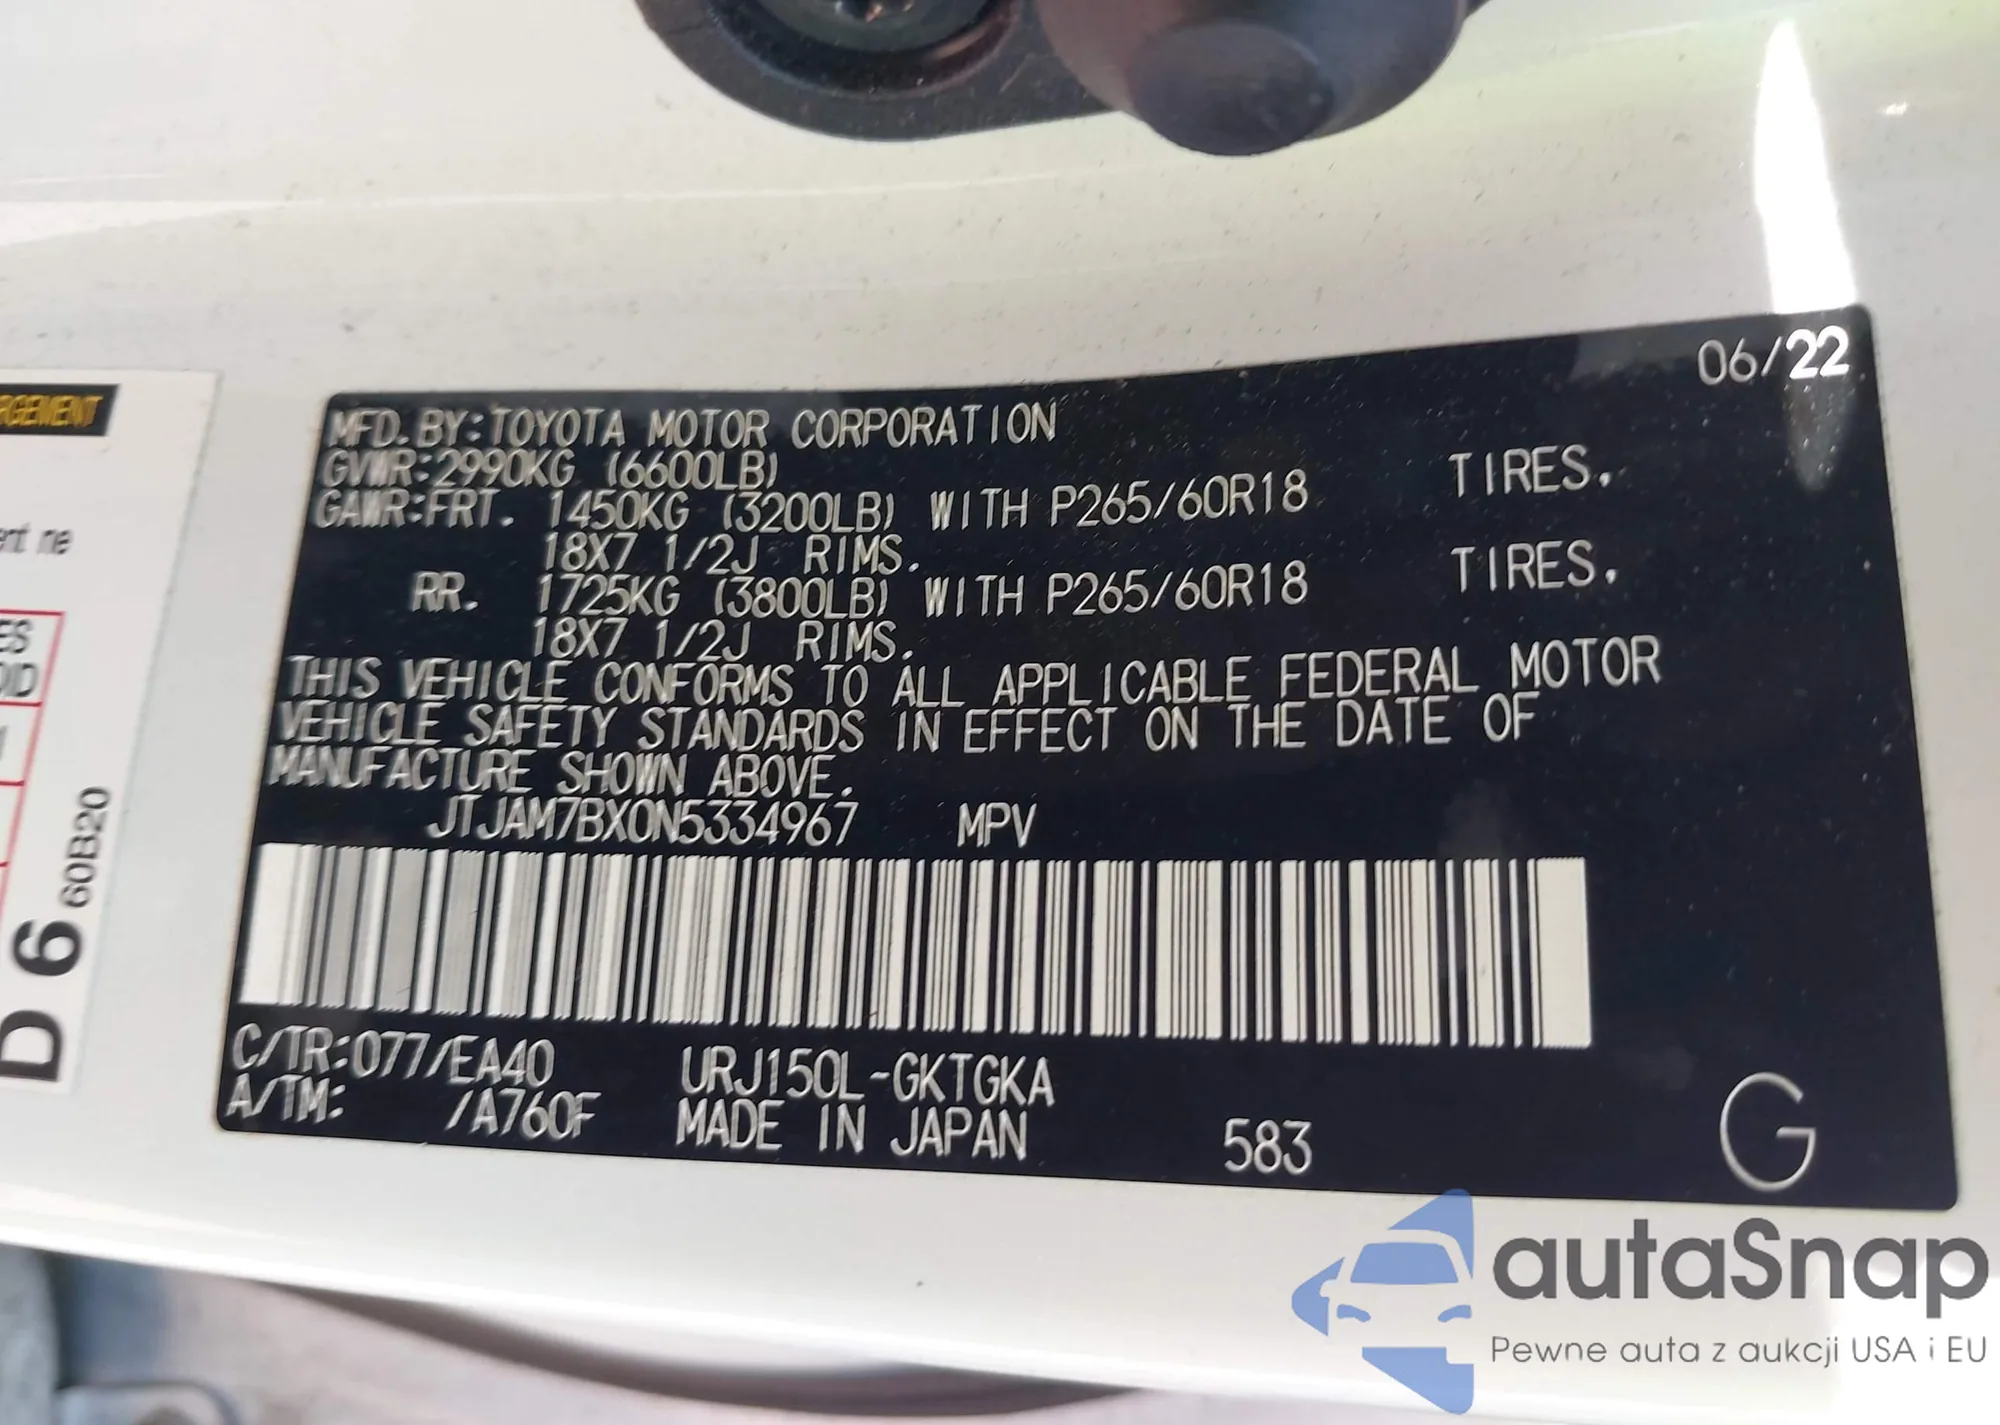 06/22
MFD. BY: TOYOTA MOTOR CORPORATION
GVWR: 2990KG (6600LB)
GAWR: FRT. 1450KG (3200LB) WITH P265/60R18 TIRES.
18X7 1/2J RIMS.
RR. 1725KG (3800LB) WITH P265/60R18 TIRES.
18X7 1/2J RIMS.
THIS VEHICLE CONFORMS TO ALL APPLICABLE FEDERAL MOTOR
VEHICLE SAFETY STANDARDS IN EFFECT ON THE DATE OF
MANUFACTURE SHOWN ABOVE.
JTJAM7BX0N5334967 MPV
C/TR: 077/EA40 URJ150L-GKTGKA
A/TM: /A760F MADE IN JAPAN 583 G
ne
D 6 60B20
autaSnap
Pewne auta z aukcji USA i EU